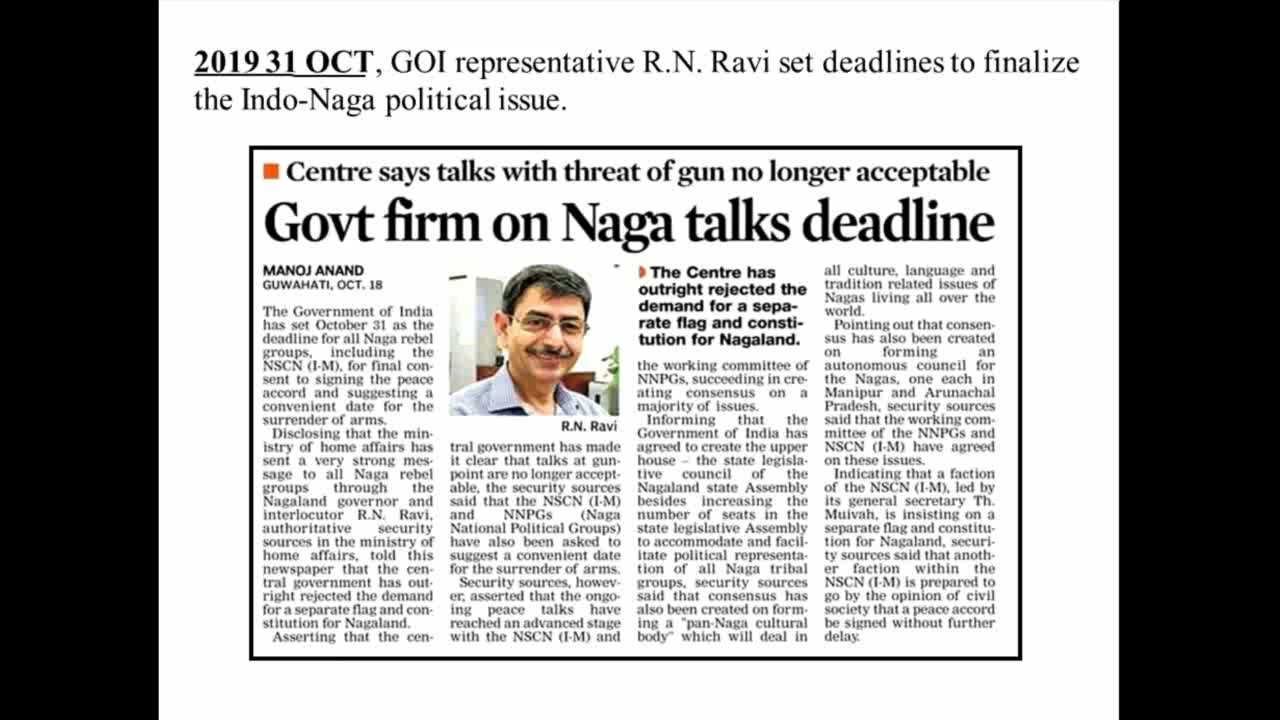 2019 31 OCT, GOI representative R.N. Ravi set deadlines to finalize
the Indo-Naga political issue.
Centre says talks with threat of gun no longer acceptable
Govt firm on Naga talks deadline
MANOJ ANAND
GUWAHATI, OCT. 18
The Government of India
has set October 31 as the
deadline for all Naga rebel
groups, including the
NSCN (I-M), for final con-
sent to signing the peace
accord and suggesting a
convenient date for the
surrender of arms.
Disclosing that the min-
istry of home affairs has
sent a very strong mes-
sage to all Naga rebel
groups through the
Nagaland governor and
interlocutor R.N. Ravi,
authoritative security
sources in the ministry of
home affairs, told this
newspaper that the cen-
tral government has out-
right rejected the demand
for a separate flag and con-
stitution for Nagaland.
Asserting that the cen-
R.N. Ravi
tral government has made
it clear that talks at gun-
point are no longer accept-
able, the security sources
said that the NSCN (I-M)
and NNPGs (Naga
National Political Groups)
have also been asked to
suggest a convenient date
for the surrender of arms.
Security sources, howev-
er, asserted that the ongo-
ing peace talks have
reached an advanced stage
with the NSCN (I-M) and
The Centre has
outright rejected the
demand for a sepa-
rate flag and consti-
tution for Nagaland.
the working committee of
NNPGs, succeeding in cre-
ating consensus on a
majority of issues.
Informing that the
Government of India has
agreed to create the upper
house – the state legisla-
tive council of the
Nagaland state Assembly
besides increasing the
number of seats in the
state legislative Assembly
to accommodate and facil-
itate political representa-
tion of all Naga tribal
groups, security sources
said that consensus has
also been created on form-
ing a "pan-Naga cultural
body" which will deal in
all culture, language and
tradition related issues of
Nagas living all over the
world.
Pointing out that consen-
sus has also been created
on forming an
autonomous council for
the Nagas, one each in
Manipur and Arunachal
Pradesh, security sources
said that the working com-
mittee of the NNPGs and
NSCN (I-M) have agreed
on these issues.
Indicating that a faction
of the NSCN (I-M), led by
its general secretary Th.
Muivah, is insisting on a
separate flag and constitu-
tion for Nagaland, securi-
ty sources said that anoth-
er faction within the
NSCN (I-M) is prepared to
go by the opinion of civil
society that a peace accord
be signed without further
delay.